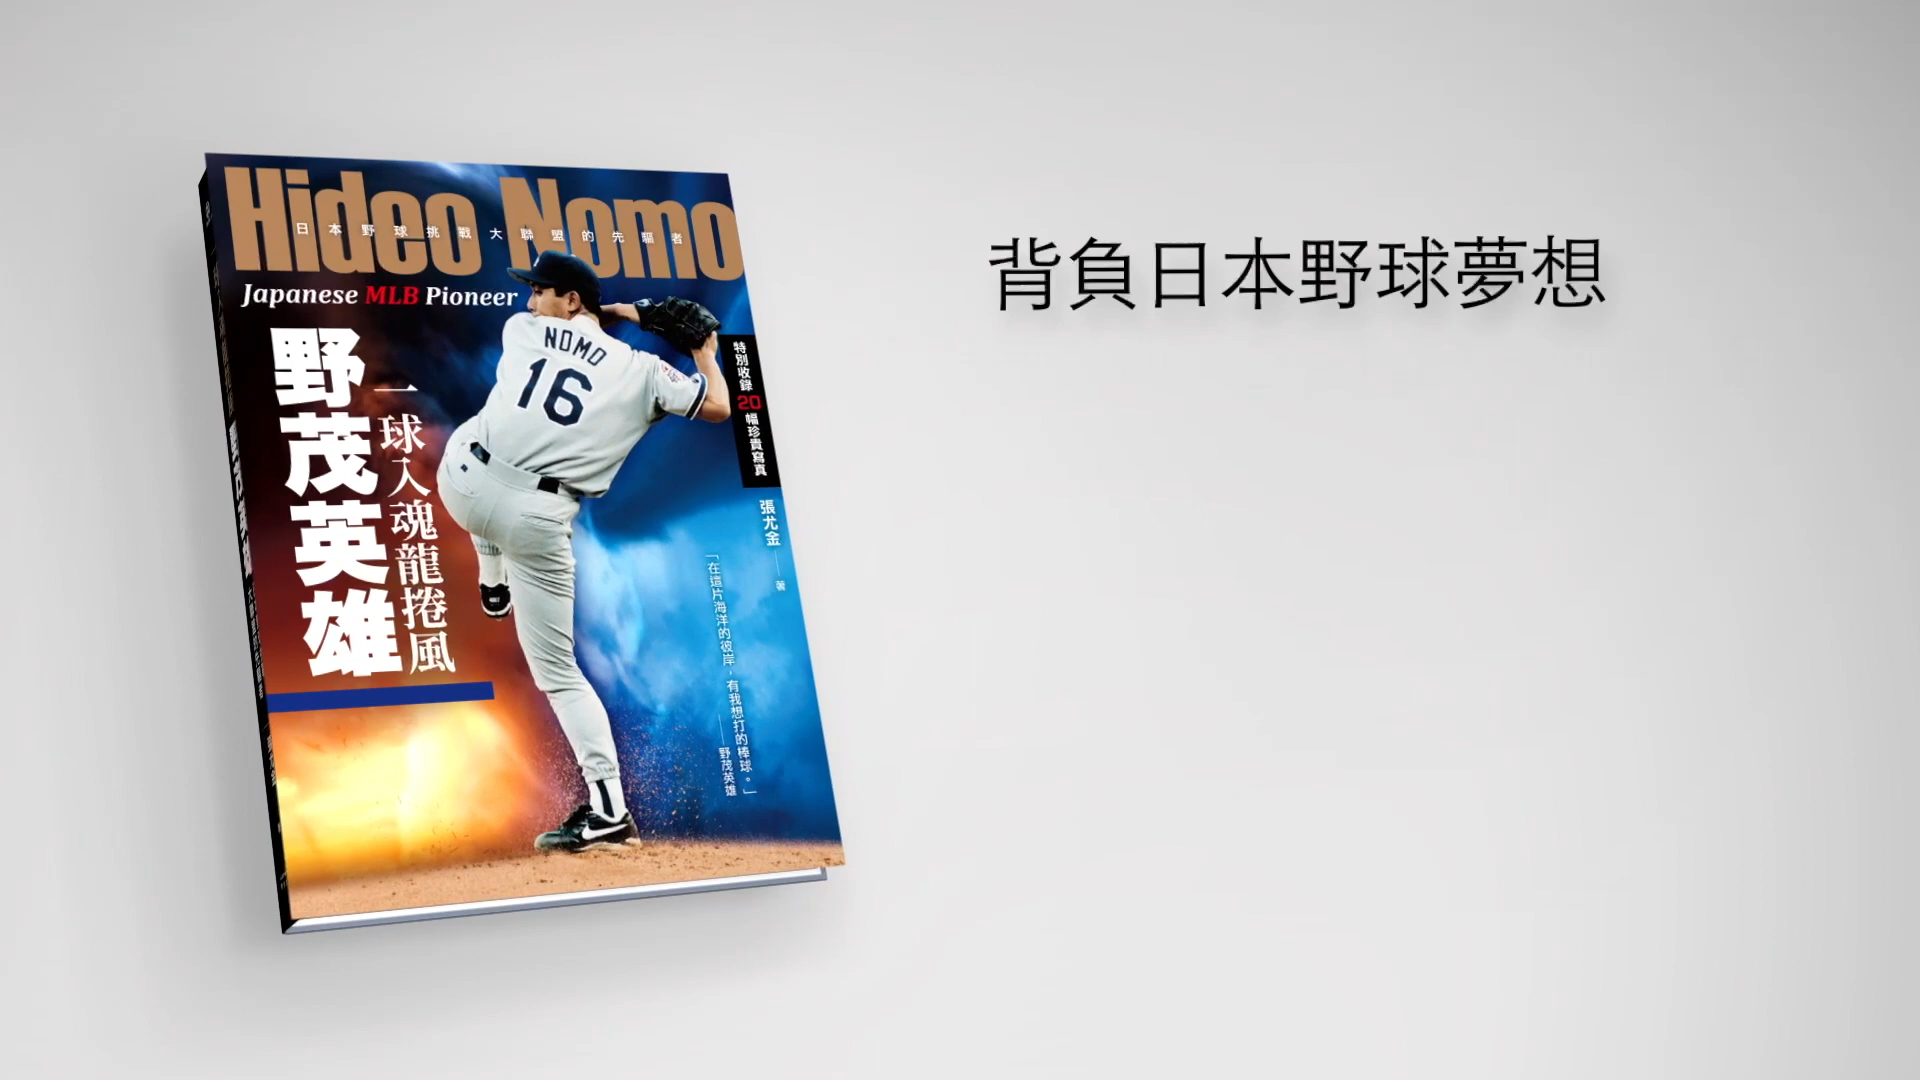 Hideo Nomo
日本野球挑戰大聯盟的先驅者
Japanese MLB Pioneer
NOMO
16
野茂英雄
一球入魂龍捲風
特別收錄20幅珍貴寫真
張尤金——著
「在這片海洋的彼岸，有我想打的棒球。」
——野茂英雄
背負日本野球夢想